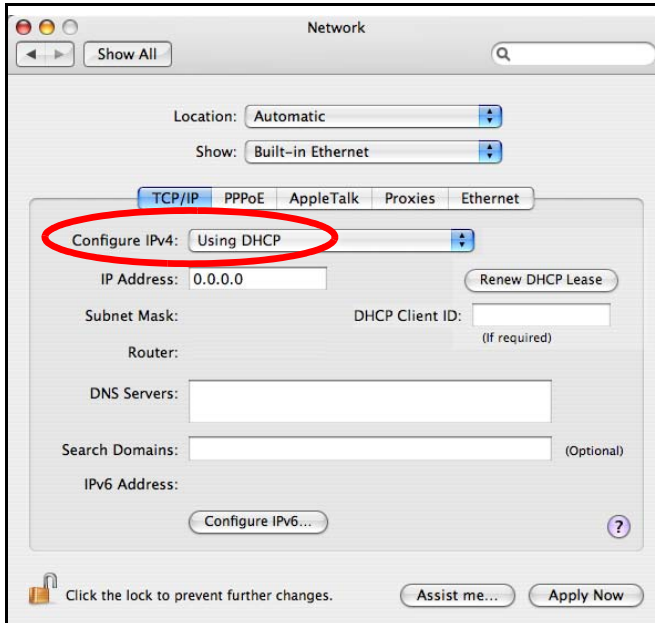 Network
Show All
Location: Automatic
Show: Built-in Ethernet
TCP/IP PPPoE AppleTalk Proxies Ethernet
Configure IPv4: Using DHCP
IP Address: 0.0.0.0 Renew DHCP Lease
Subnet Mask: DHCP Client ID:
(If required)
Router:
DNS Servers:
Search Domains: (Optional)
IPv6 Address:
Configure IPv6... ?
Click the lock to prevent further changes. Assist me... Apply Now